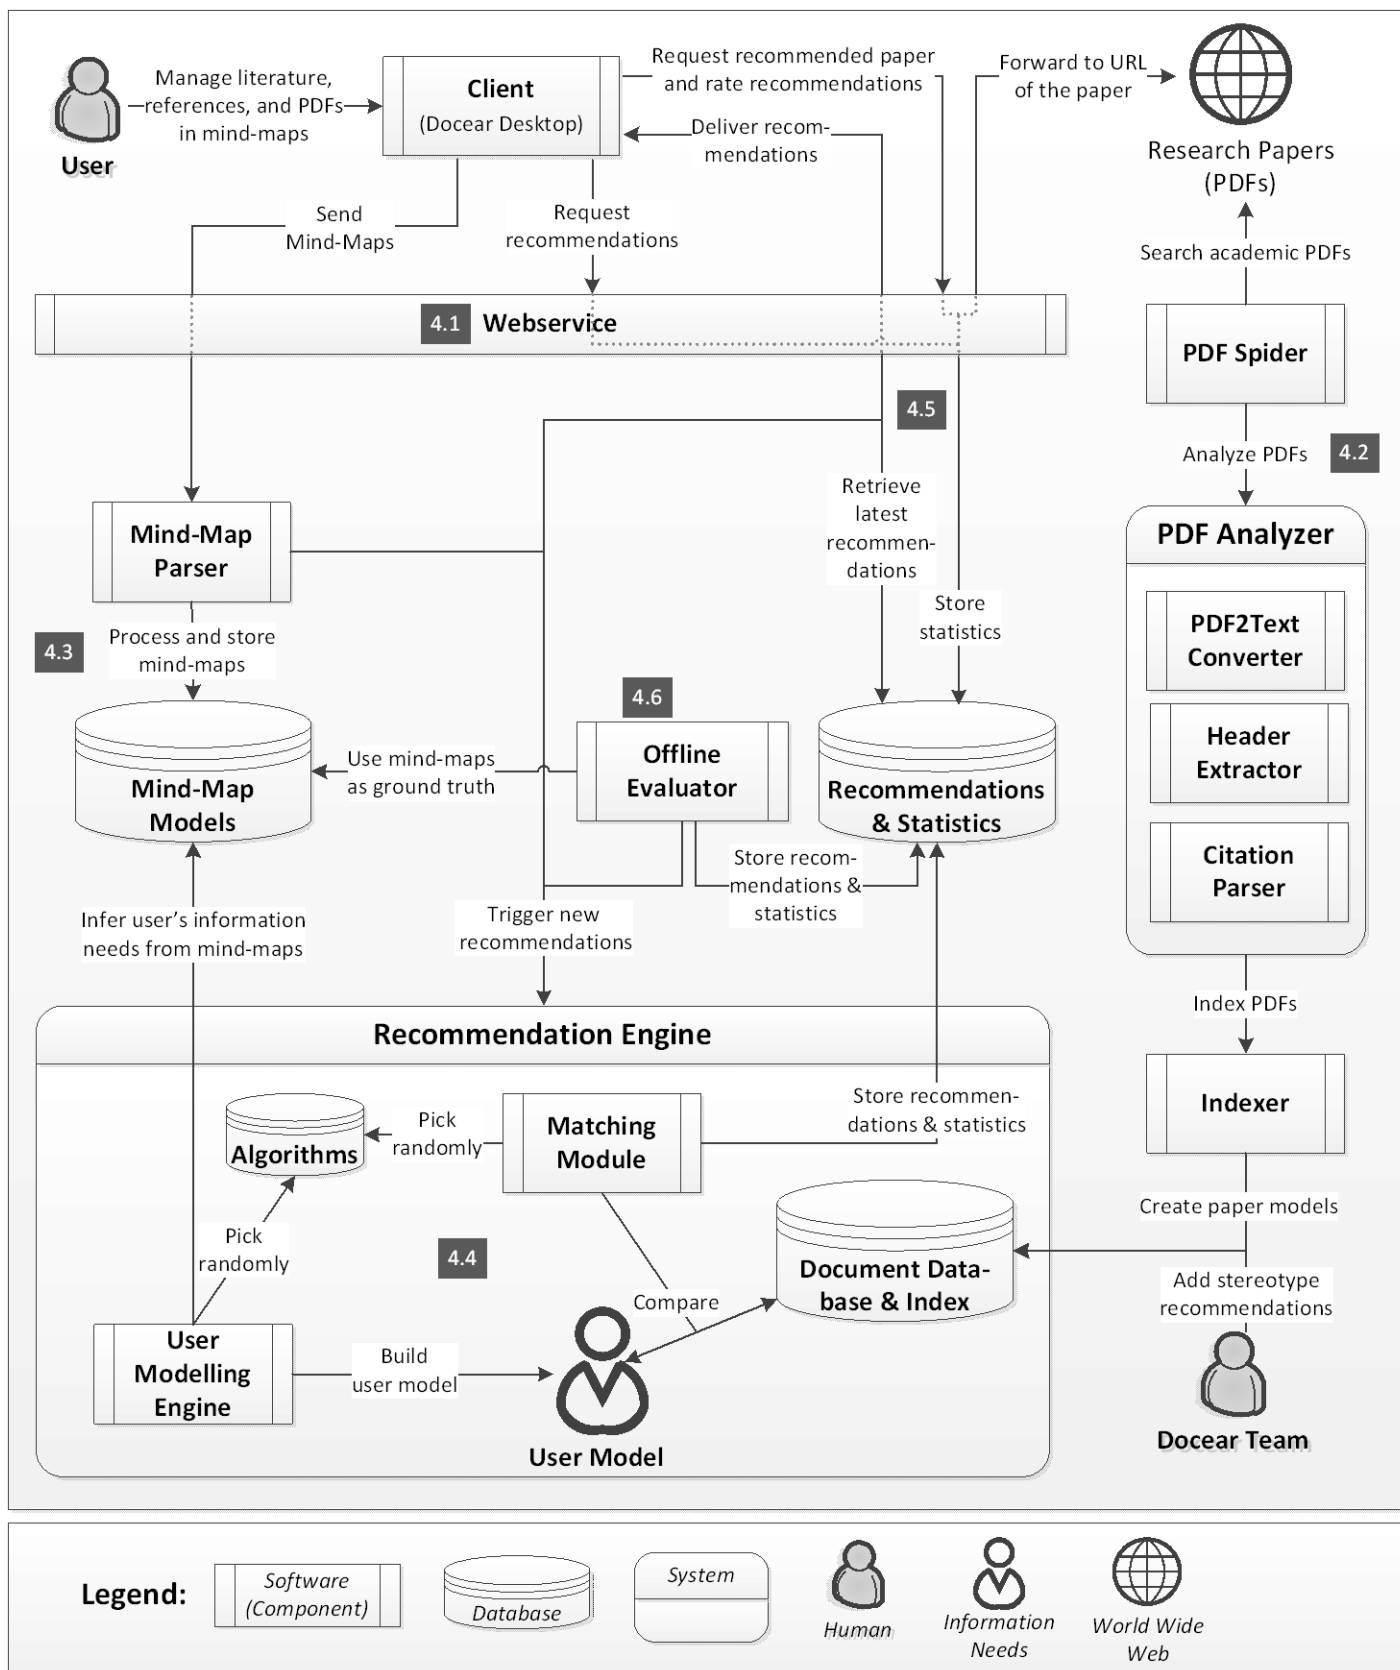 Manage literature,
references, and PDFs
in mind-maps
User
Client
(Docear Desktop)
Request recommended paper
and rate recommendations
Deliver recom-
mendations
Forward to URL
of the paper
Research Papers
(PDFs)
Send
Mind-Maps
Request
recommendations
Search academic PDFs
4.1
Webservice
PDF Spider
4.5
Analyze PDFs
4.2
Retrieve
latest
recommen-
dations
Mind-Map
Parser
PDF Analyzer
Store
statistics
PDF2Text
Converter
4.3
Process and store
mind-maps
4.6
Header
Extractor
Mind-Map
Models
Use mind-maps
as ground truth
Offline
Evaluator
Recommendations
& Statistics
Citation
Parser
Store recom-
mendations &
statistics
Infer user's information
needs from mind-maps
Trigger new
recommendations
Index PDFs
Recommendation Engine
Indexer
Algorithms
Pick
randomly
Matching
Module
Store recommen-
dations & statistics
Create paper models
Pick
randomly
4.4
Document Data-
base & Index
Add stereotype
recommendations
Compare
User
Modelling
Engine
Build
user model
User Model
Docear Team
Legend:
Software
(Component)
Database
System
Human
Information
Needs
World Wide
Web